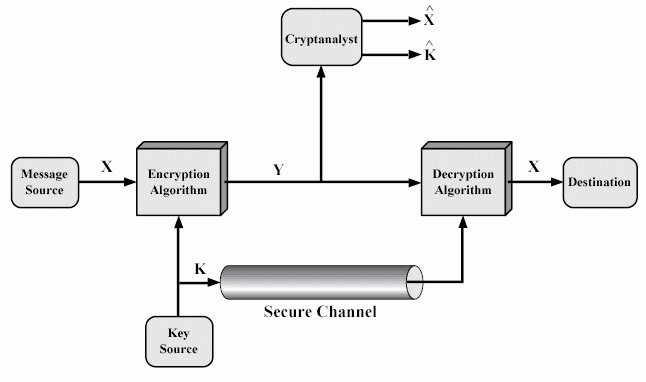 X̂
Cryptanalyst
K̂
Message
Source
X
Encryption
Algorithm
Y
Decryption
Algorithm
X
Destination
K
Secure Channel
Key
Source